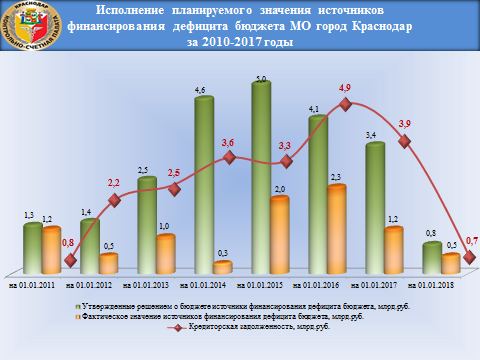 Исполнение планируемого значения источников
финансирования дефицита бюджета МО город Краснодар
за 2010-2017 годы
КРАСНОДАР
КОНТРОЛЬНО-СЧЕТНАЯ ПАЛАТА
1,3
1,2
0,8
1,4
0,5
2,2
2,5
1,0
2,5
4,6
0,3
3,6
5,0
2,0
3,3
4,1
2,3
4,9
3,4
1,2
3,9
0,8
0,5
0,7
на 01.01.2011 на 01.01.2012 на 01.01.2013 на 01.01.2014 на 01.01.2015 на 01.01.2016 на 01.01.2017 на 01.01.2018
Утвержденные решением о бюджете источники финансирования дефицита бюджета, млрд.руб.
Фактическое значение источников финансирования дефицита бюджета, млрд.руб.
Кредиторская задолженность, млрд.руб.